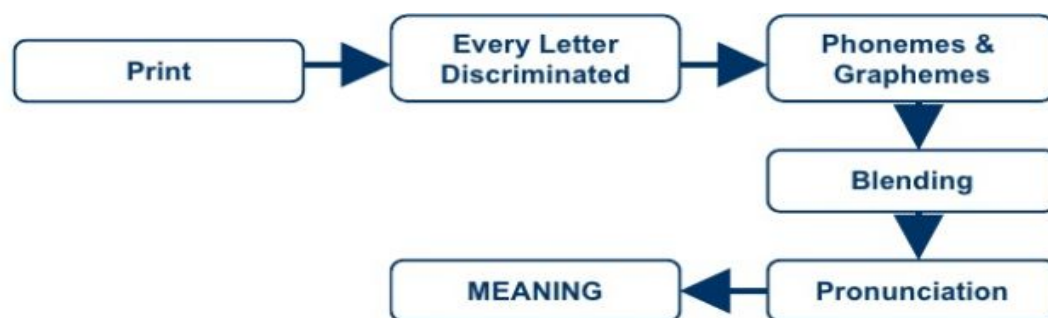 Print
Every Letter
Discriminated
Phonemes &
Graphemes
Blending
Pronunciation
MEANING